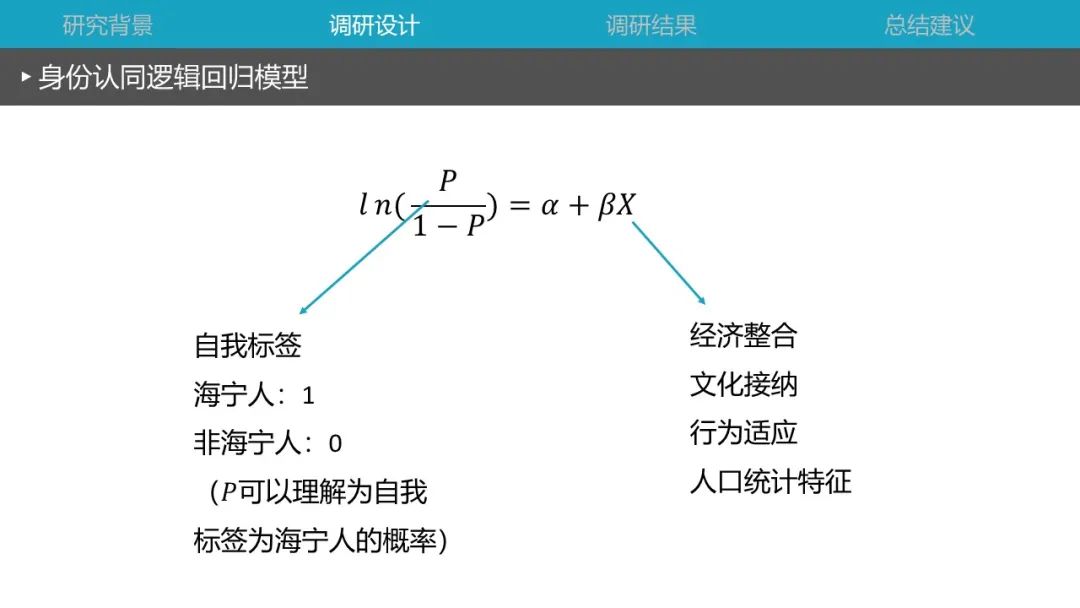 研究背景 调研设计 调研结果 总结建议
身份认同逻辑回归模型
ln(P/(1 − P)) = α + βX
自我标签
海宁人：1
非海宁人：0
（P可以理解为自我
标签为海宁人的概率）
经济整合
文化接纳
行为适应
人口统计特征